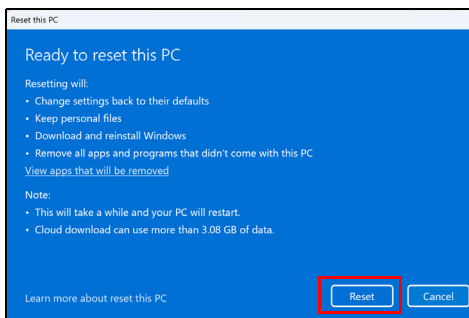 Reset this PC
Ready to reset this PC
Resetting will:
• Change settings back to their defaults
• Keep personal files
• Download and reinstall Windows
• Remove all apps and programs that didn't come with this PC
View apps that will be removed
Note:
• This will take a while and your PC will restart.
• Cloud download can use more than 3.08 GB of data.
Learn more about reset this PC
Reset
Cancel